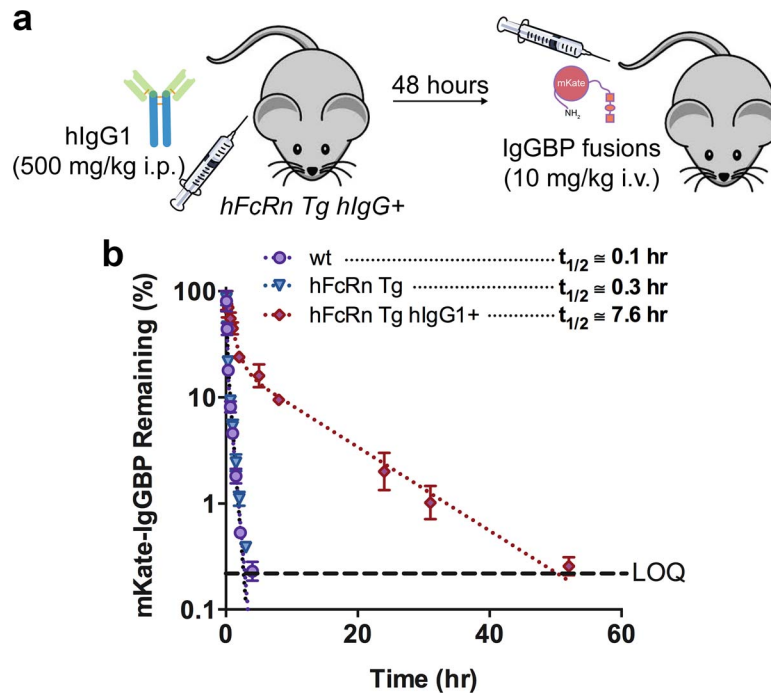 a
hIgG1
(500 mg/kg i.p.)
hFcRn Tg hIgG+
48 hours
mKate
NH2
IgGBP fusions
(10 mg/kg i.v.)
b
wt t1/2 ≅ 0.1 hr
hFcRn Tg t1/2 ≅ 0.3 hr
hFcRn Tg hIgG1+ t1/2 ≅ 7.6 hr
mKate-IgGBP Remaining (%)
100
10
1
0.1
LOQ
0 20 40 60
Time (hr)